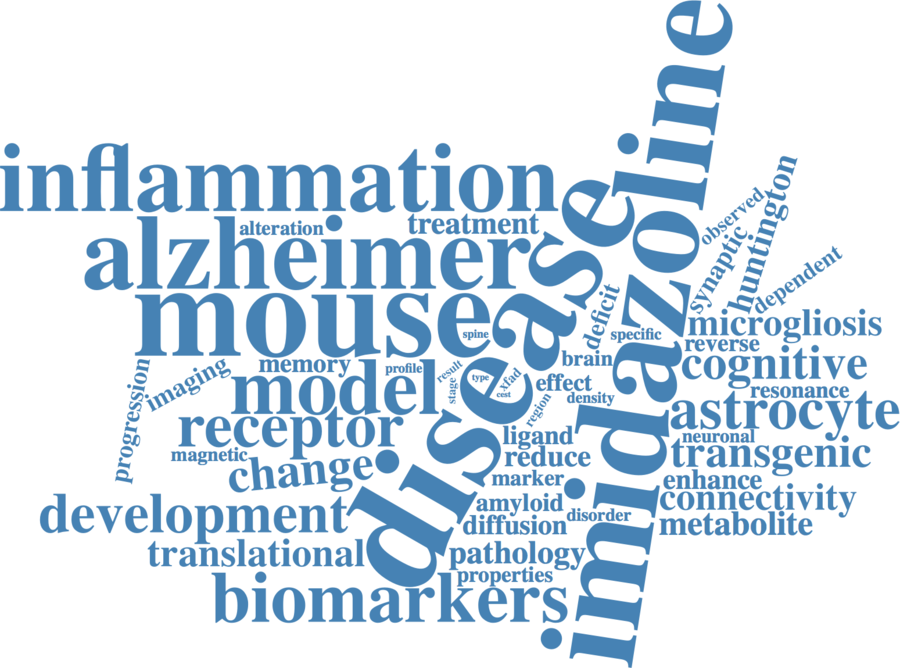 imidazoline
disease
inflammation
alzheimer
alteration
treatment
mouse
spine
observed
synaptic
huntington
dependent
deficit
specific
microgliosis
reverse
brain
cognitive
memory
profile
result
stage
type
xfad
cest
effect
density
region
resonance
progression
imaging
model
astrocyte
receptor
neuronal
ligand
magnetic
reduce
transgenic
change
marker
enhance
amyloid
connectivity
development
diffusion
disorder
metabolite
translational
pathology
properties
biomarkers